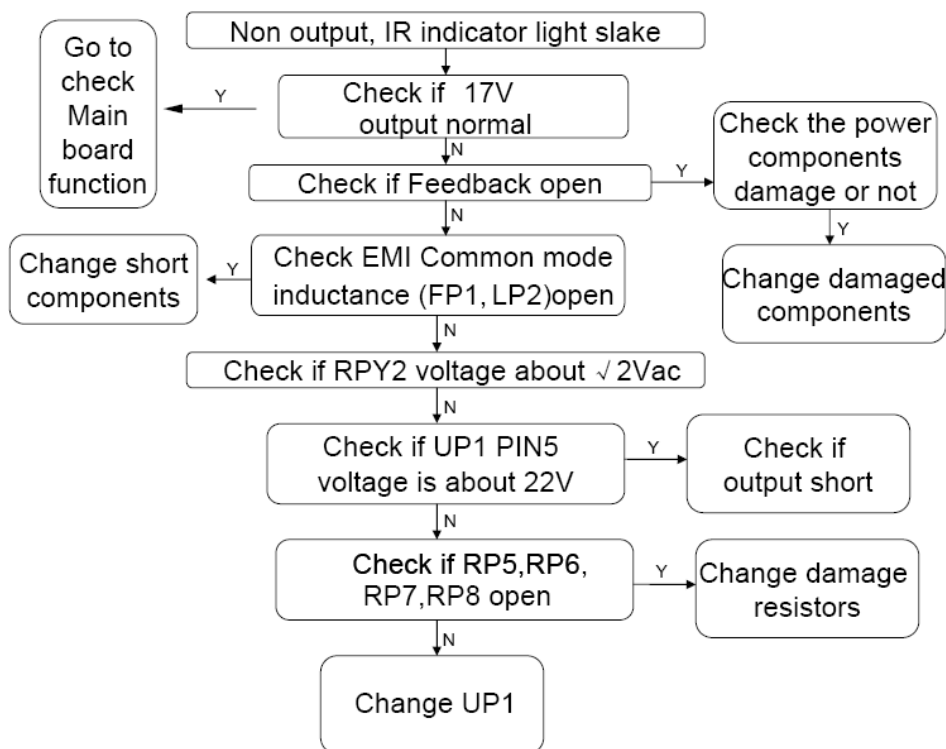 Non output, IR indicator light slake
Go to
check
Main
board
function
Y
Check if 17V
output normal
N
Check if Feedback open
Y
Check the power
components
damage or not
N
Y
Change short
components
Y
Check EMI Common mode
inductance (FP1, LP2)open
Change damaged
components
N
Check if RPY2 voltage about √2Vac
N
Check if UP1 PIN5
voltage is about 22V
Y
Check if
output short
N
Check if RP5,RP6,
RP7,RP8 open
Y
Change damage
resistors
N
Change UP1